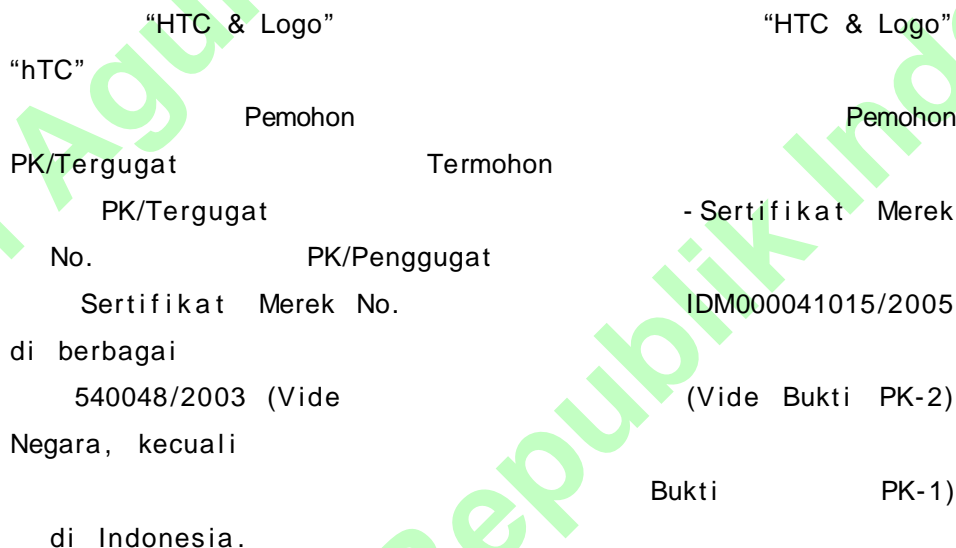 “HTC & Logo” “HTC & Logo”
“hTC”
Pemohon Pemohon
PK/Tergugat Termohon
PK/Tergugat - Sertifikat Merek
No. PK/Penggugat
Sertifikat Merek No. IDM000041015/2005
di berbagai
540048/2003 (Vide (Vide Bukti PK-2)
Negara, kecuali
Bukti PK-1)
di Indonesia.